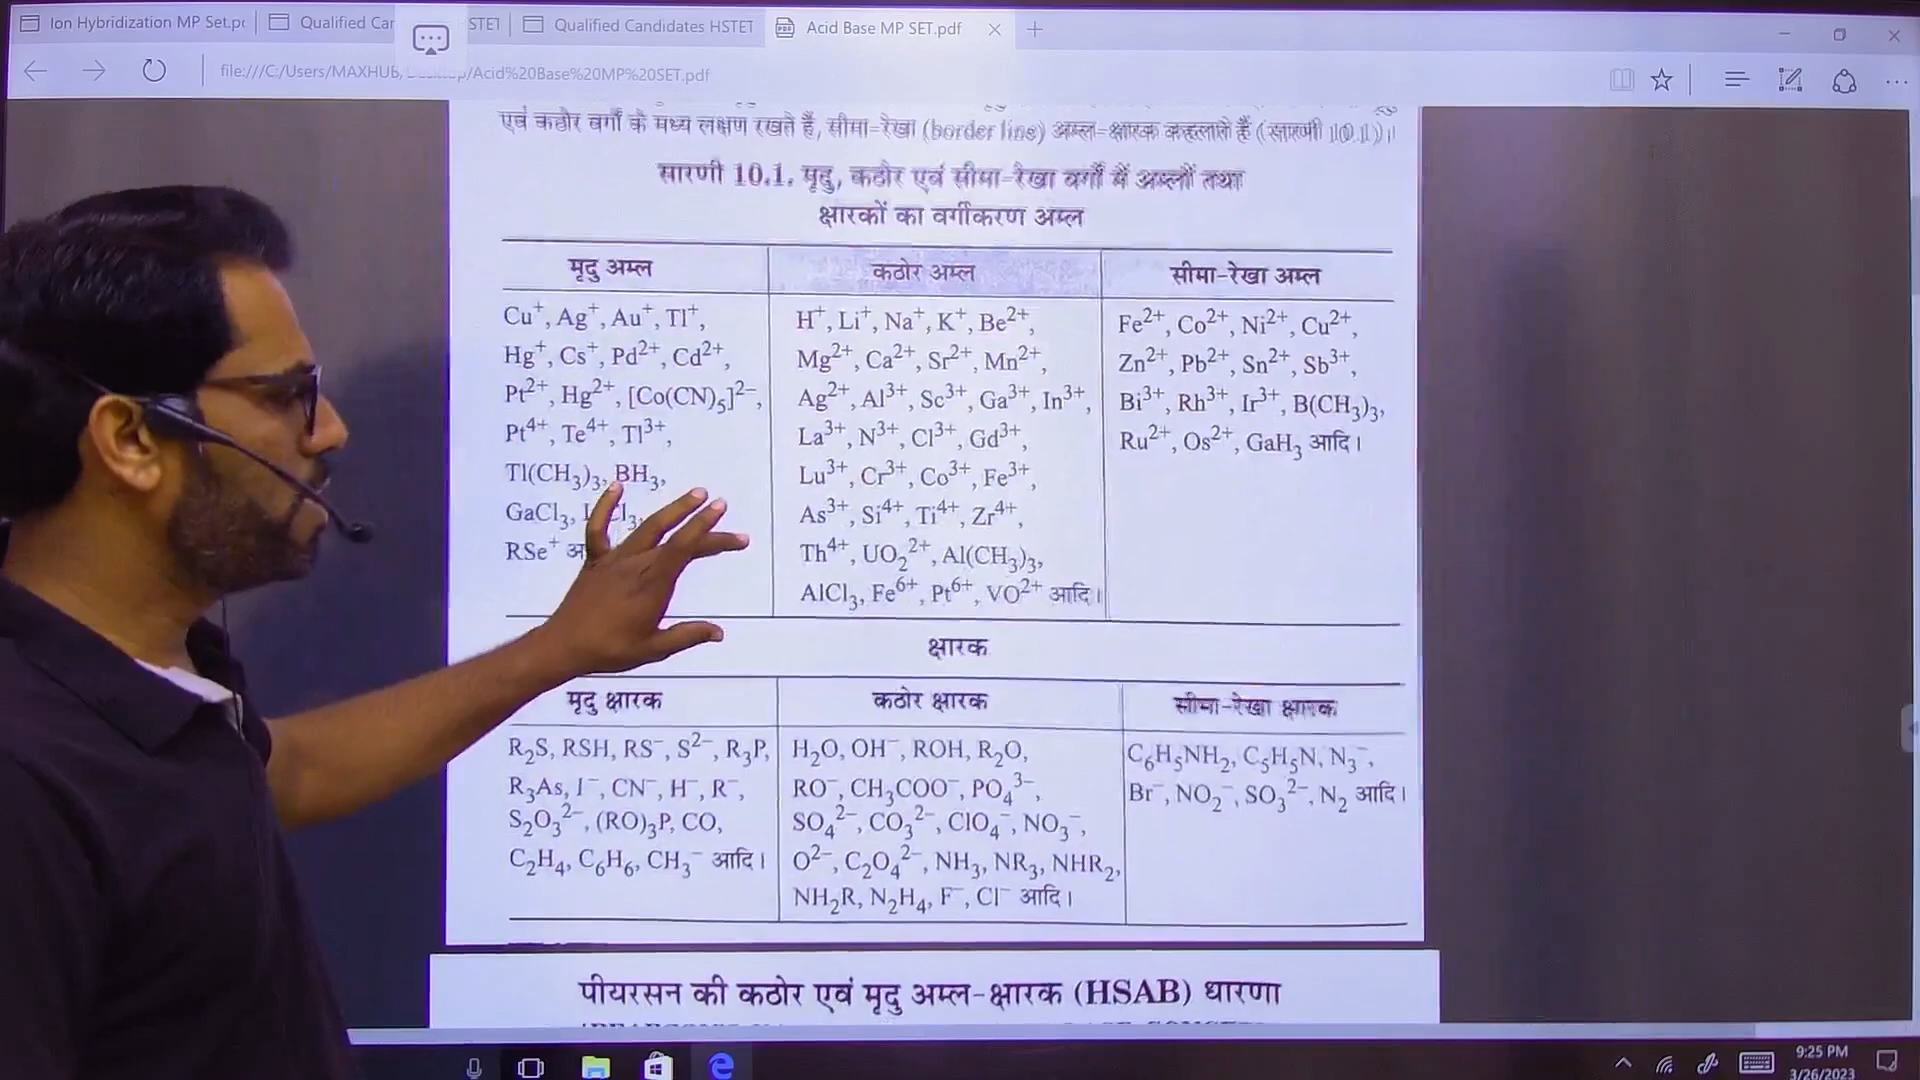 Ion Hybridization MP Set.pc
Qualified Car
STET
Qualified Candidates HSTET
Acid Base MP SET.pdf
file:///C:/Users/MAXHUB/ p/Acid%20Base%20MP%20SET.pdf
एवं कठोर वर्गों के मध्य लक्षण रखते हैं, सीमा-रेखा (border line) अम्ल-क्षारक कहलाते हैं (सारणी 10.1)।
सारणी 10.1. मृदु, कठोर एवं सीमा-रेखा वर्गों में अम्लों तथा
क्षारकों का वर्गीकरण अम्ल
मृदु अम्ल
Cu⁺, Ag⁺, Au⁺, Tl⁺,
Hg⁺, Cs⁺, Pd²⁺, Cd²⁺,
Pt²⁺, Hg²⁺, [Co(CN)₅]²⁻,
Pt⁴⁺, Te⁴⁺, Tl³⁺,
Tl(CH₃)₃, BH₃,
GaCl₃,
RSe⁺
कठोर अम्ल
H⁺, Li⁺, Na⁺, K⁺, Be²⁺,
Mg²⁺, Ca²⁺, Sr²⁺, Mn²⁺,
Ag²⁺, Al³⁺, Sc³⁺, Ga³⁺, In³⁺,
La³⁺, N³⁺, Cl³⁺, Gd³⁺,
Lu³⁺, Cr³⁺, Co³⁺, Fe³⁺,
As³⁺, Si⁴⁺, Ti⁴⁺, Zr⁴⁺,
Th⁴⁺, UO₂²⁺, Al(CH₃)₃,
AlCl₃, Fe⁶⁺, Pt⁶⁺, VO²⁺ आदि।
सीमा-रेखा अम्ल
Fe²⁺, Co²⁺, Ni²⁺, Cu²⁺,
Zn²⁺, Pb²⁺, Sn²⁺, Sb³⁺,
Bi³⁺, Rh³⁺, Ir³⁺, B(CH₃)₃,
Ru²⁺, Os²⁺, GaH₃ आदि।
क्षारक
मृदु क्षारक
R₂S, RSH, RS⁻, S²⁻, R₃P,
R₃As, I⁻, CN⁻, H⁻, R⁻,
S₂O₃²⁻, (RO)₃P, CO,
C₂H₄, C₆H₆, CH₃⁻ आदि।
कठोर क्षारक
H₂O, OH⁻, ROH, R₂O,
RO⁻, CH₃COO⁻, PO₄³⁻,
SO₄²⁻, CO₃²⁻, ClO₄⁻, NO₃⁻,
O²⁻, C₂O₄²⁻, NH₃, NR₃, NHR₂,
NH₂R, N₂H₄, F⁻, Cl⁻ आदि।
सीमा-रेखा क्षारक
C₆H₅NH₂, C₅H₅N, N₃⁻,
Br⁻, NO₂⁻, SO₃²⁻, N₂ आदि।
पीयरसन की कठोर एवं मृदु अम्ल-क्षारक (HSAB) धारणा
9:25 PM
3/26/2023